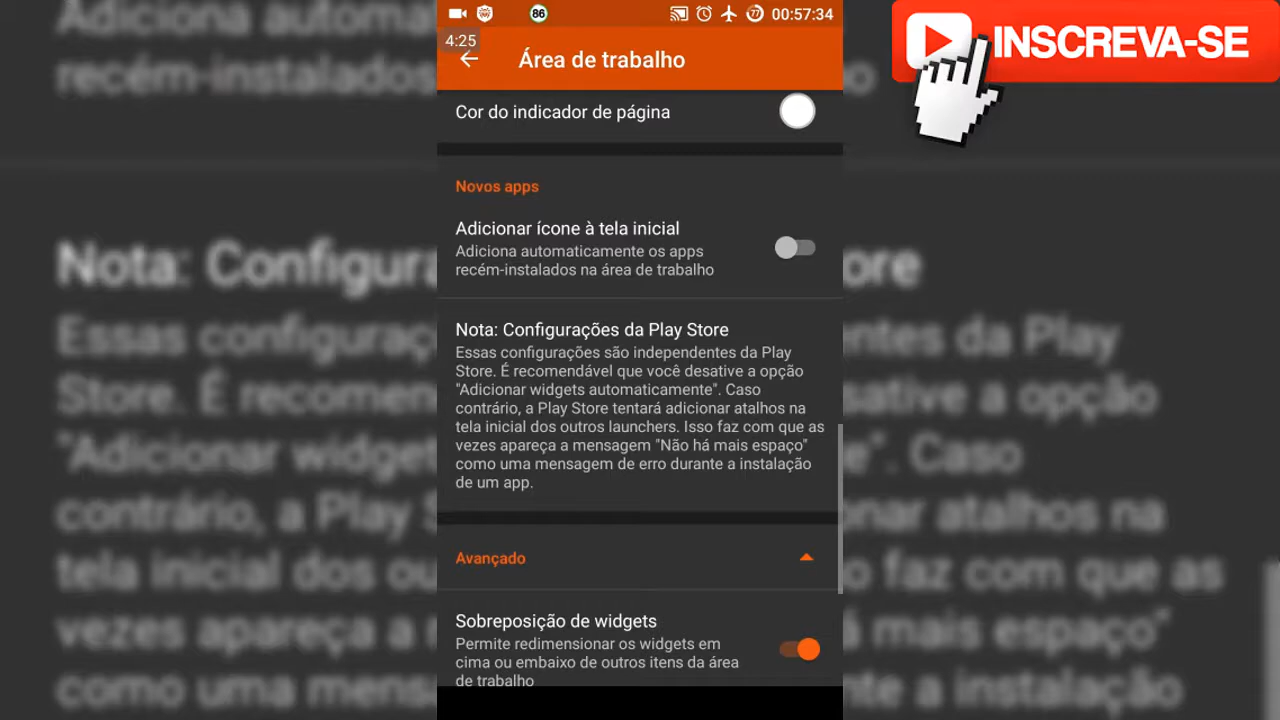 86
77
00:57:34
4:25
Área de trabalho
INSCREVA-SE
Cor do indicador de página
Novos apps
Adicionar ícone à tela inicial
Adiciona automaticamente os apps
recém-instalados na área de trabalho
Nota: Configurações da Play Store
Essas configurações são independentes da Play
Store. É recomendável que você desative a opção
"Adicionar widgets automaticamente". Caso
contrário, a Play Store tentará adicionar atalhos na
tela inicial dos outros launchers. Isso faz com que as
vezes apareça a mensagem "Não há mais espaço"
como uma mensagem de erro durante a instalação
de um app.
Avançado
Sobreposição de widgets
Permite redimensionar os widgets em
cima ou embaixo de outros itens da área
de trabalho